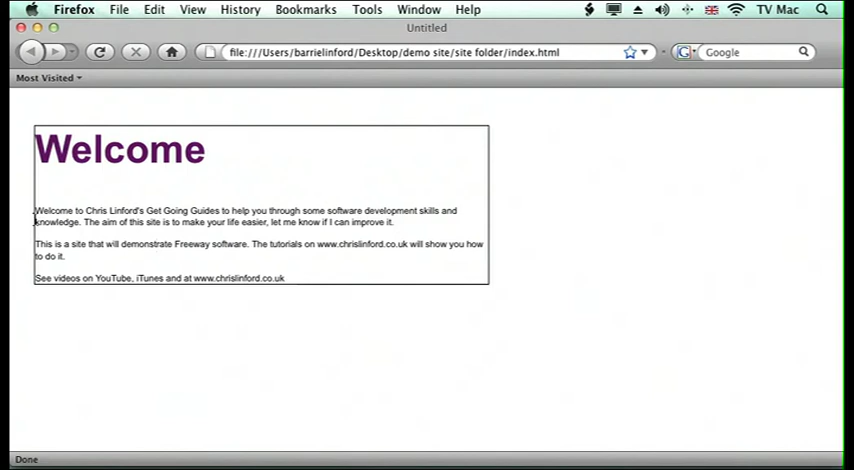 Firefox File Edit View History Bookmarks Tools Window Help TV Mac
Untitled
file:///Users/barrielinford/Desktop/demo site/site folder/index.html Google
Most Visited
Welcome
Welcome to Chris Linford's Get Going Guides to help you through some software development skills and
knowledge. The aim of this site is to make your life easier, let me know if I can improve it.
This is a site that will demonstrate Freeway software. The tutorials on www.chrislinford.co.uk will show you how
to do it.
See videos on YouTube, iTunes and at www.chrislinford.co.uk
Done